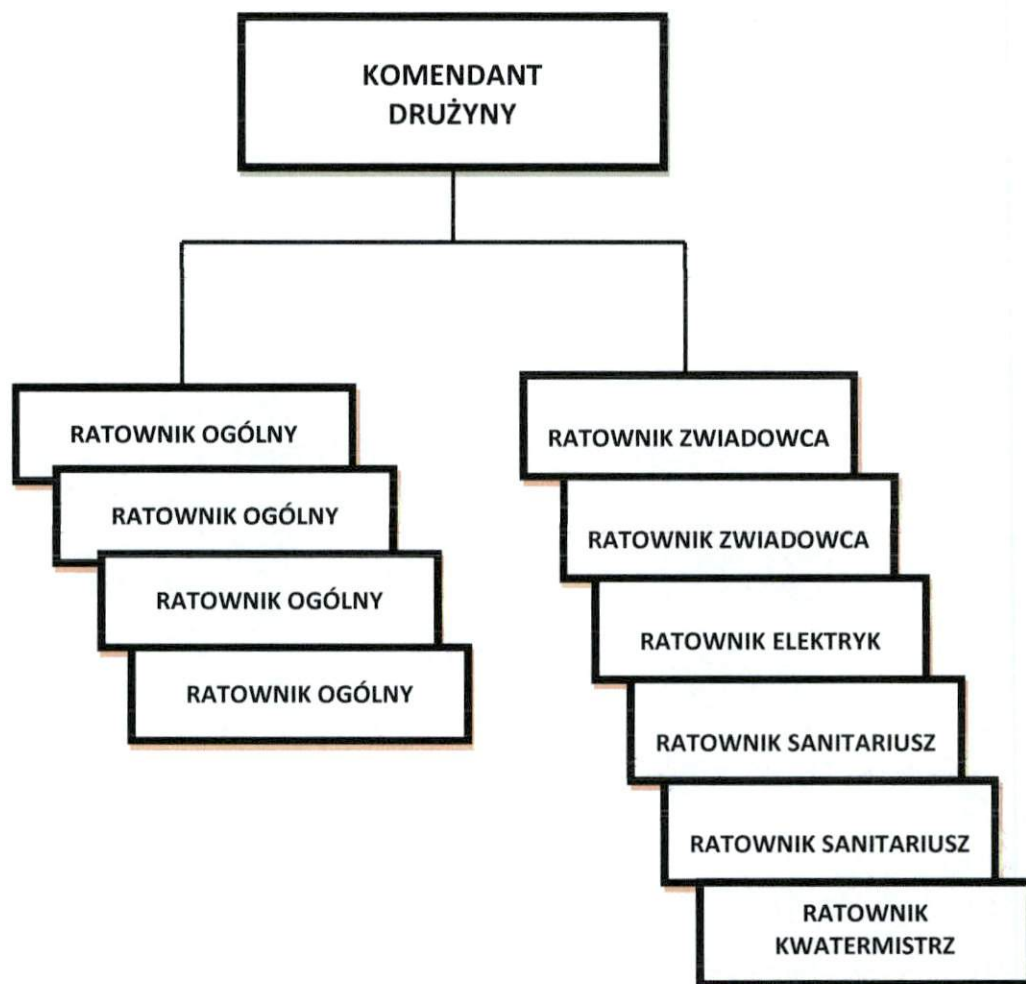 KOMENDANT
DRUŻYNY
RATOWNIK OGÓLNY
RATOWNIK OGÓLNY
RATOWNIK OGÓLNY
RATOWNIK OGÓLNY
RATOWNIK ZWIADOWCA
RATOWNIK ZWIADOWCA
RATOWNIK ELEKTRYK
RATOWNIK SANITARIUSZ
RATOWNIK SANITARIUSZ
RATOWNIK
KWATERMISTRZ